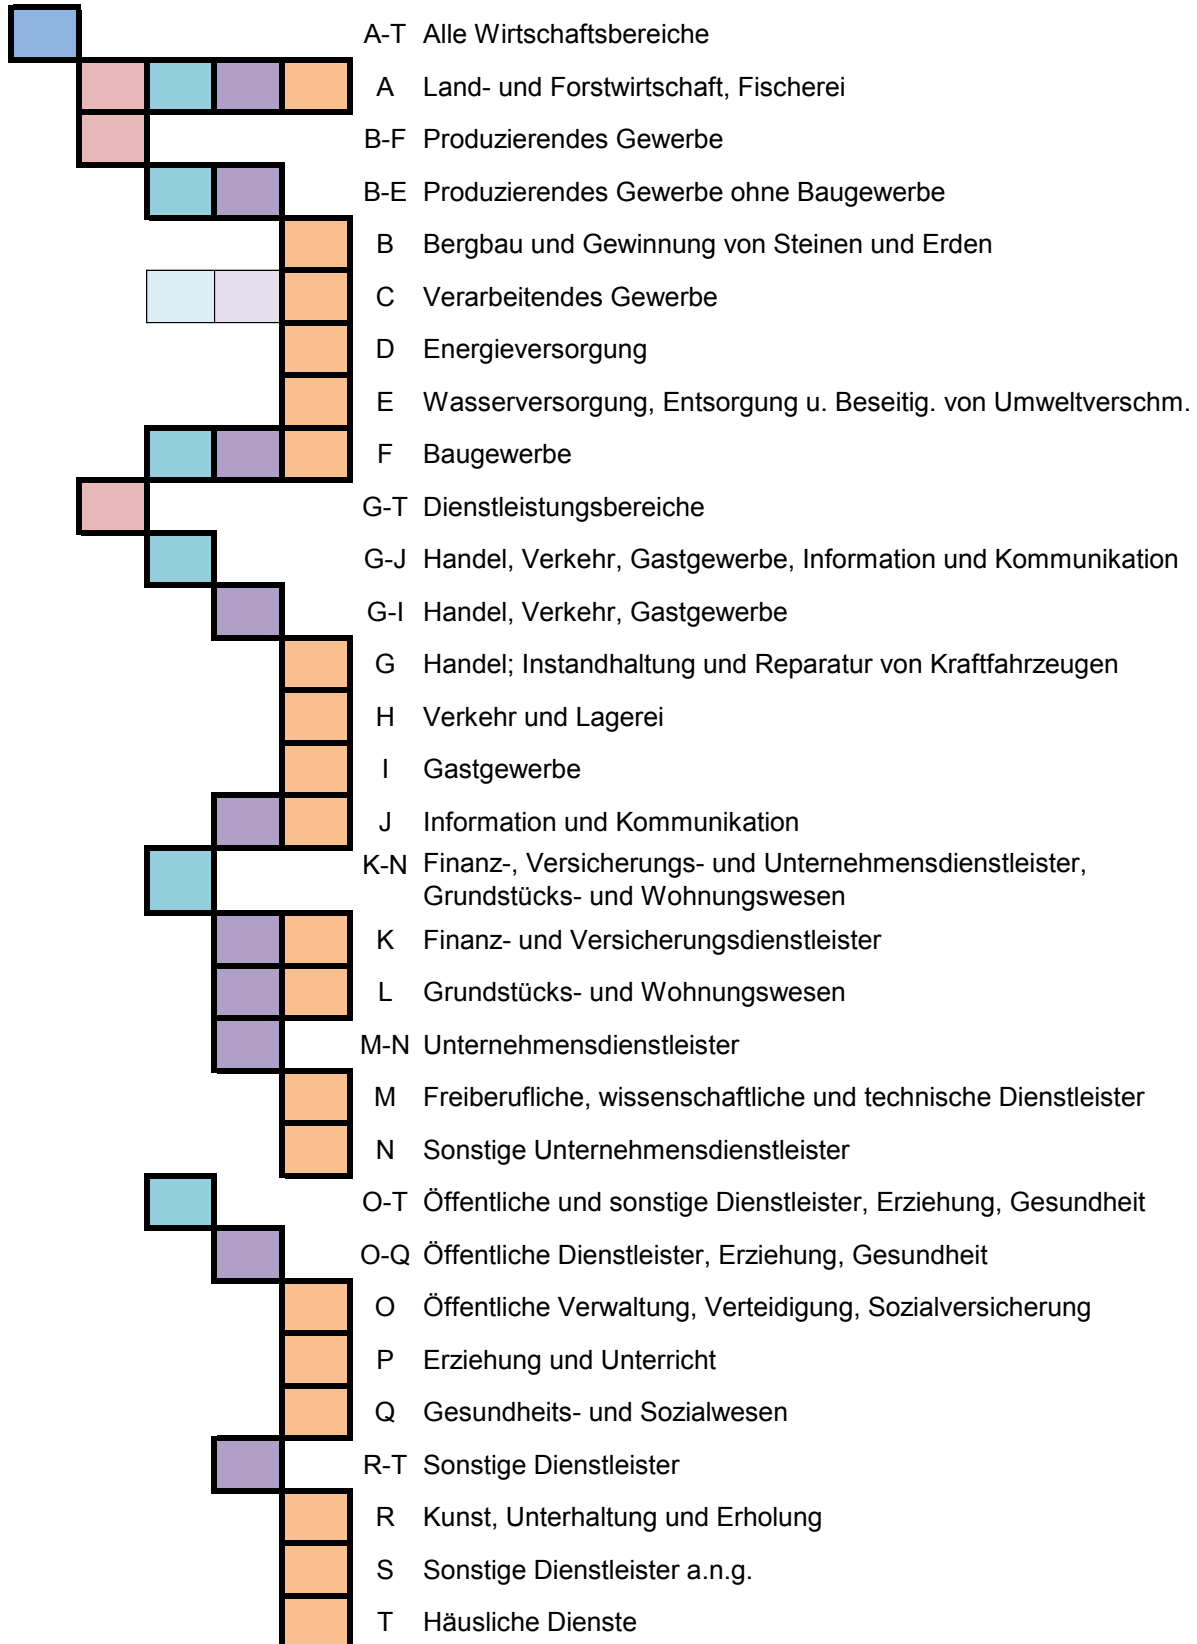 A-T Alle Wirtschaftsbereiche
A Land- und Forstwirtschaft, Fischerei
B-F Produzierendes Gewerbe
B-E Produzierendes Gewerbe ohne Baugewerbe
B Bergbau und Gewinnung von Steinen und Erden
C Verarbeitendes Gewerbe
D Energieversorgung
E Wasserversorgung, Entsorgung u. Beseitig. von Umweltverschm.
F Baugewerbe
G-T Dienstleistungsbereiche
G-J Handel, Verkehr, Gastgewerbe, Information und Kommunikation
G-I Handel, Verkehr, Gastgewerbe
G Handel; Instandhaltung und Reparatur von Kraftfahrzeugen
H Verkehr und Lagerei
I Gastgewerbe
J Information und Kommunikation
K-N Finanz-, Versicherungs- und Unternehmensdienstleister,
Grundstücks- und Wohnungswesen
K Finanz- und Versicherungsdienstleister
L Grundstücks- und Wohnungswesen
M-N Unternehmensdienstleister
M Freiberufliche, wissenschaftliche und technische Dienstleister
N Sonstige Unternehmensdienstleister
O-T Öffentliche und sonstige Dienstleister, Erziehung, Gesundheit
O-Q Öffentliche Dienstleister, Erziehung, Gesundheit
O Öffentliche Verwaltung, Verteidigung, Sozialversicherung
P Erziehung und Unterricht
Q Gesundheits- und Sozialwesen
R-T Sonstige Dienstleister
R Kunst, Unterhaltung und Erholung
S Sonstige Dienstleister a.n.g.
T Häusliche Dienste